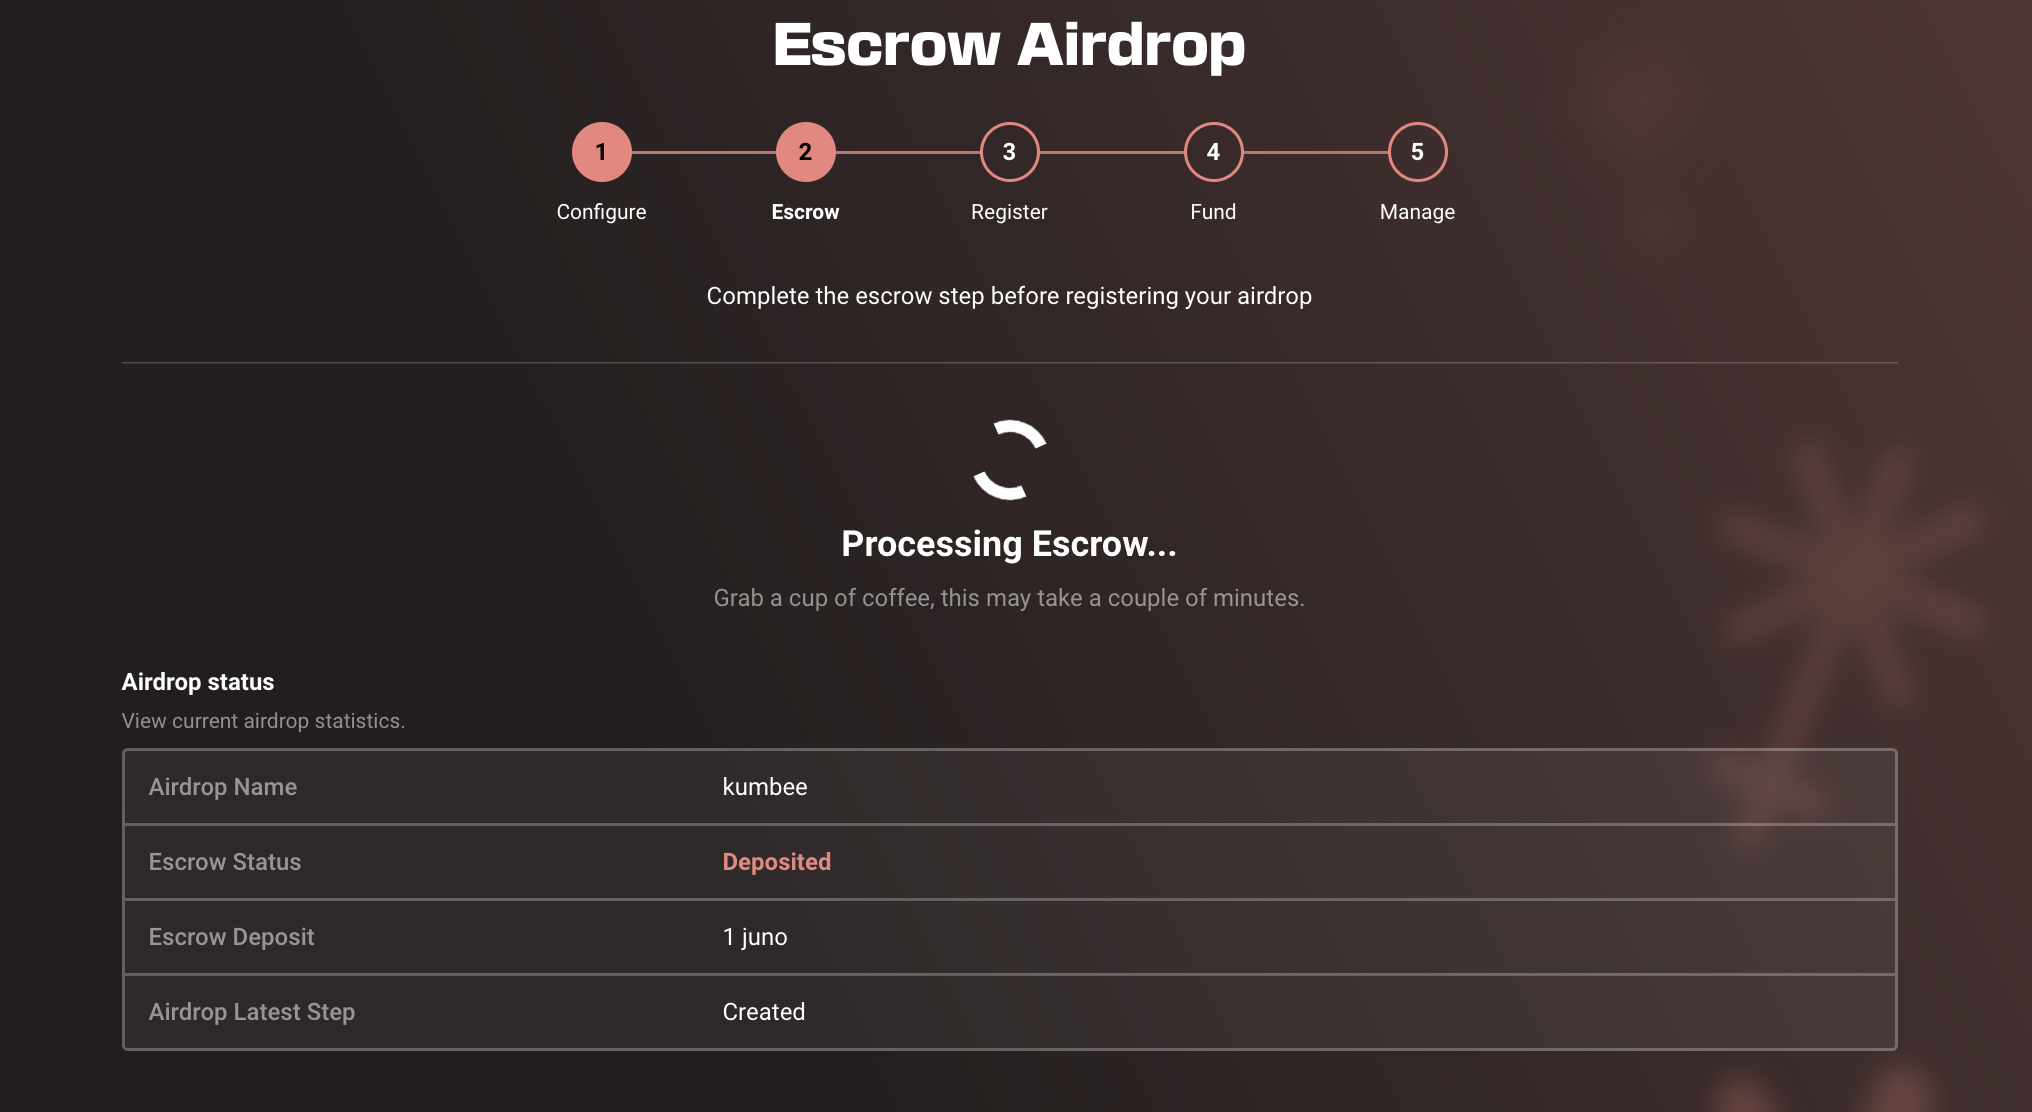 Escrow Airdrop
1 2 3 4 5
Configure Escrow Register Fund Manage
Complete the escrow step before registering your airdrop
Processing Escrow...
Grab a cup of coffee, this may take a couple of minutes.
Airdrop status
View current airdrop statistics.
Airdrop Name kumbee
Escrow Status Deposited
Escrow Deposit 1 juno
Airdrop Latest Step Created